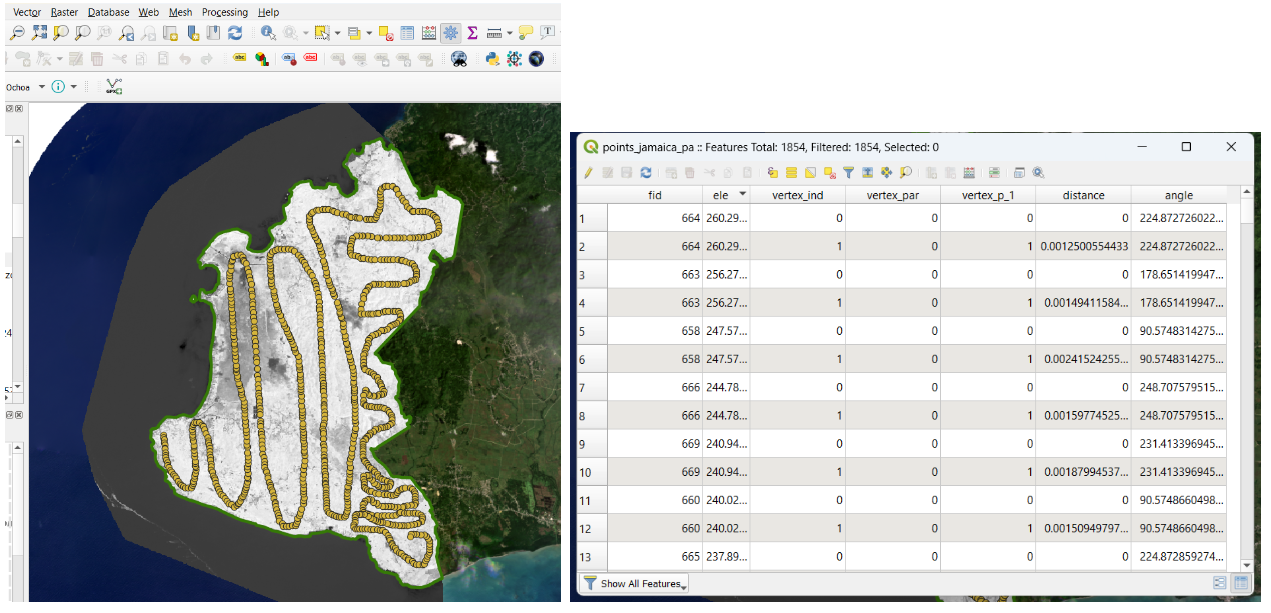 Vector Raster Database Web Mesh Processing Help
Ochoa
points_jamaica_pa :: Features Total: 1854, Filtered: 1854, Selected: 0
fid ele vertex_ind vertex_par vertex_p_1 distance angle
1 664 260.29... 0 0 0 0 224.872726022...
2 664 260.29... 1 0 1 0.0012500554433 224.872726022...
3 663 256.27... 0 0 0 0 178.651419947...
4 663 256.27... 1 0 1 0.00149411584... 178.651419947...
5 658 247.57... 0 0 0 0 90.5748314275...
6 658 247.57... 1 0 1 0.00241524255... 90.5748314275...
7 666 244.78... 0 0 0 0 248.707579515...
8 666 244.78... 1 0 1 0.00159774525... 248.707579515...
9 669 240.94... 0 0 0 0 231.413396945...
10 669 240.94... 1 0 1 0.00187994537... 231.413396945...
11 660 240.02... 0 0 0 0 90.5748660498...
12 660 240.02... 1 0 1 0.00150949797... 90.5748660498...
13 665 237.89... 0 0 0 0 224.872859274...
Show All Features